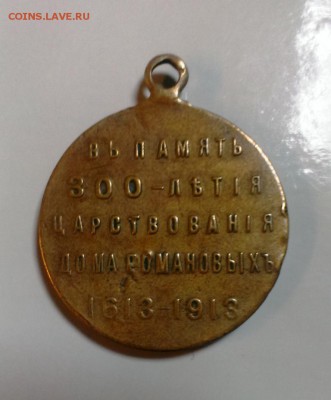 COINS.LAVE.RU
ВЪ ПАМЯТЬ
300-ЛѢТІЯ
ЦАРСТВОВАНІЯ
ДОМА РОМАНОВЫХЪ
1613-1913